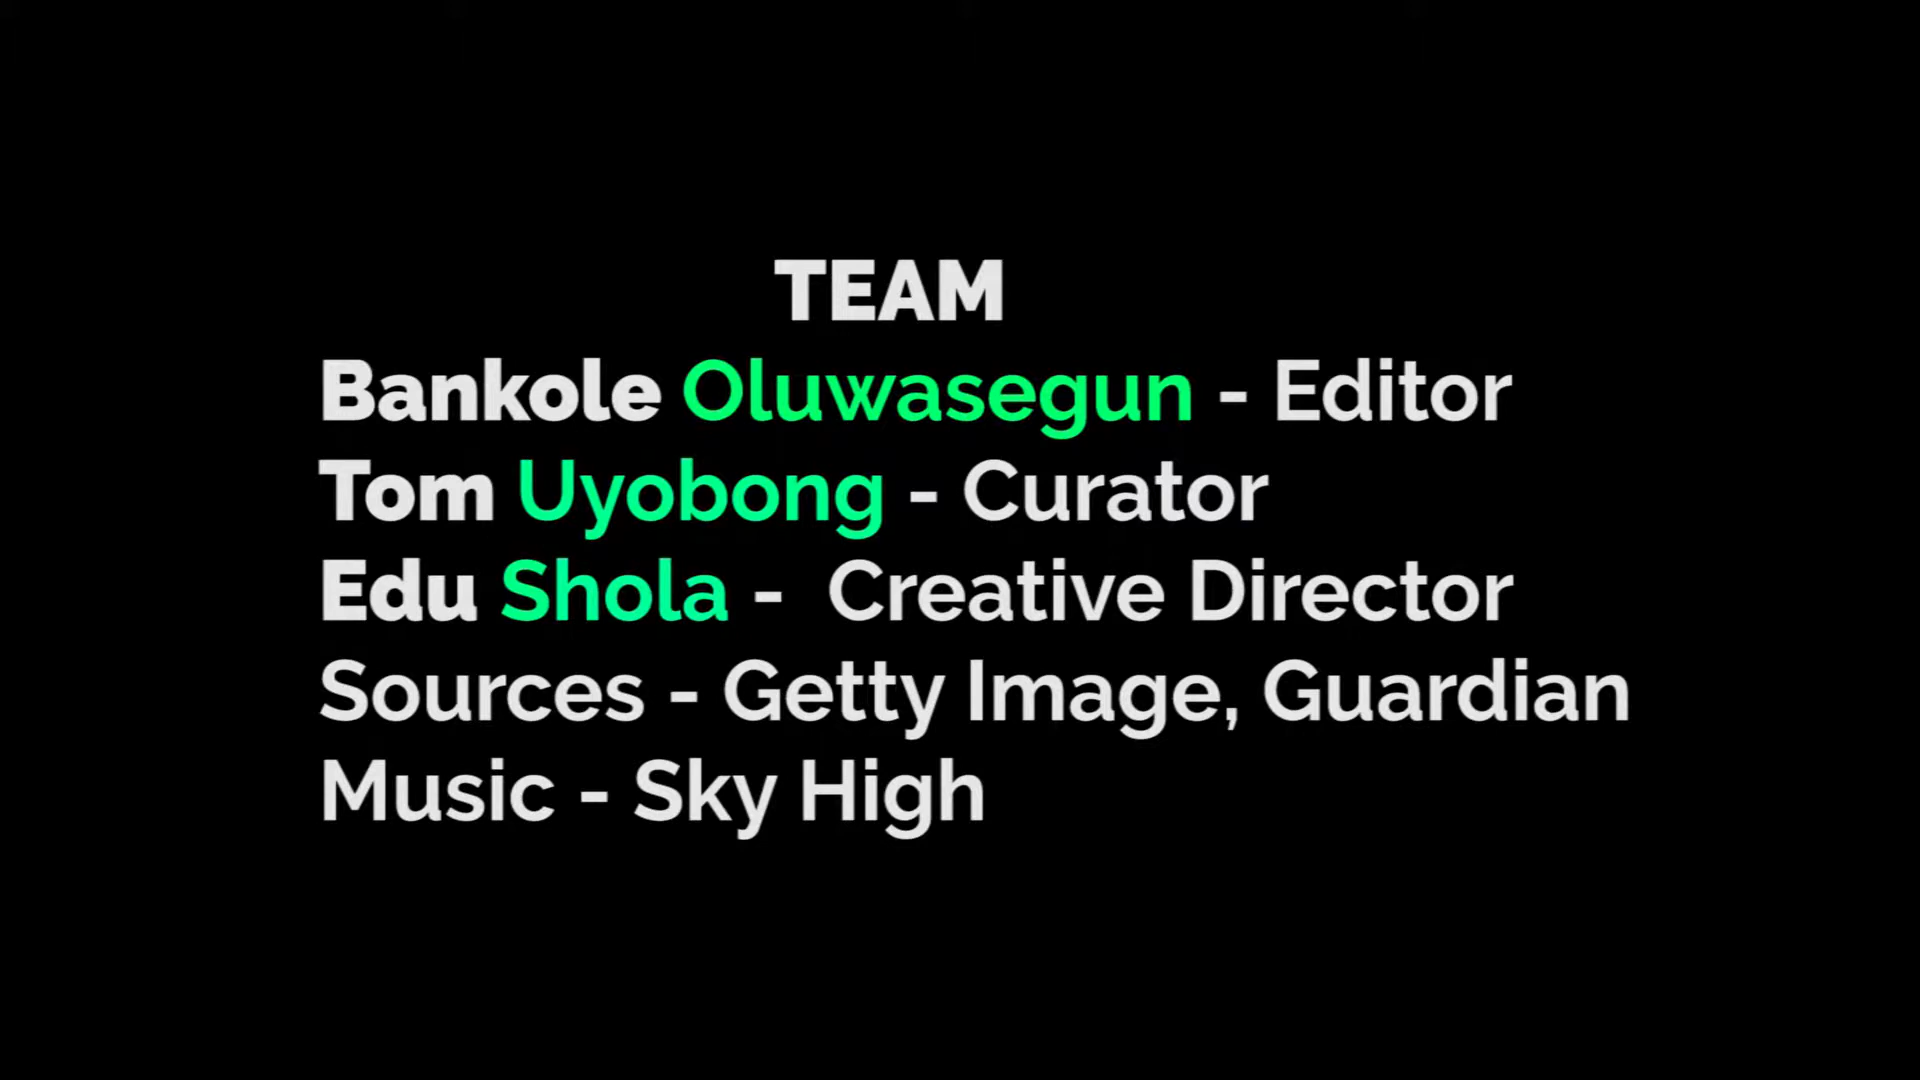 TEAM
Bankole Oluwasegun - Editor
Tom Uyobong - Curator
Edu Shola - Creative Director
Sources - Getty Image, Guardian
Music - Sky High